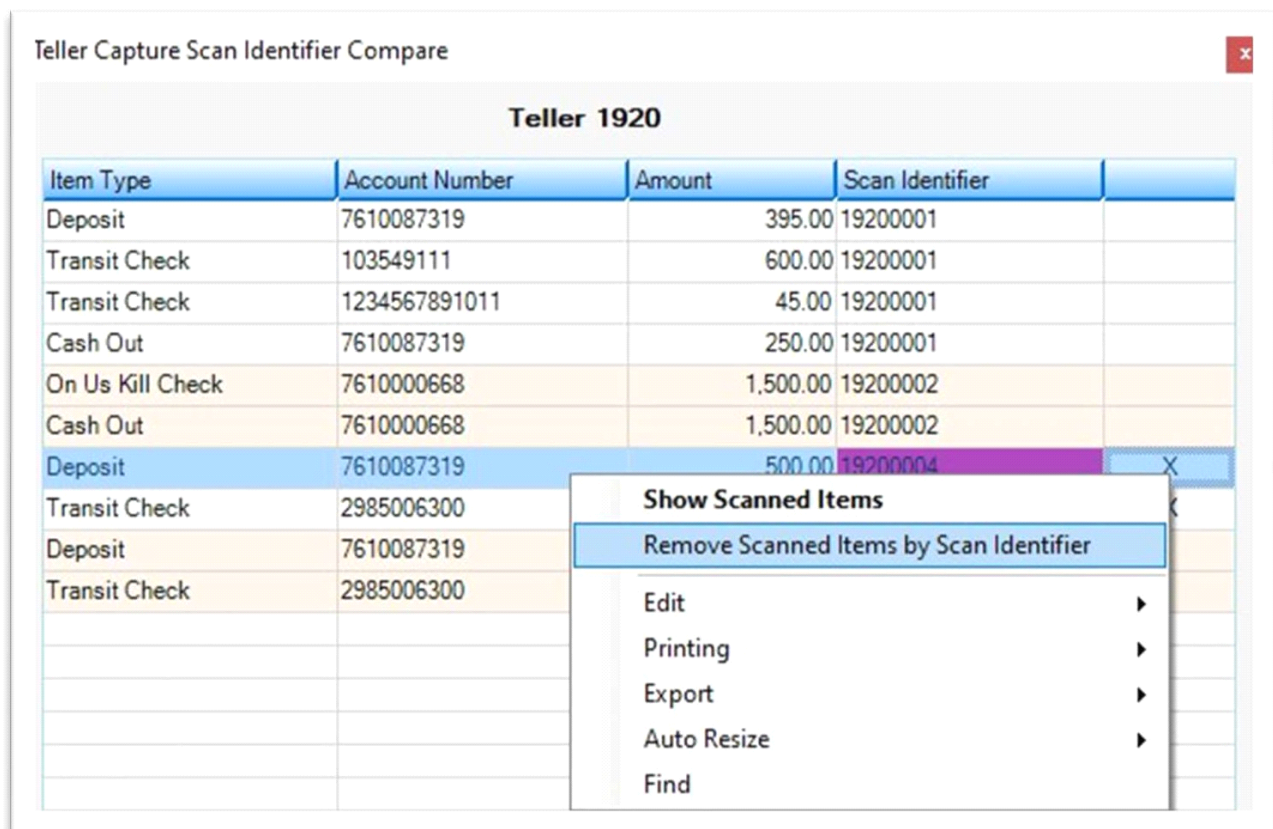 Teller Capture Scan Identifier Compare x
Teller 1920
Item Type Account Number Amount Scan Identifier
Deposit 7610087319 395.00 19200001
Transit Check 103549111 600.00 19200001
Transit Check 1234567891011 45.00 19200001
Cash Out 7610087319 250.00 19200001
On Us Kill Check 7610000668 1,500.00 19200002
Cash Out 7610000668 1,500.00 19200002
Deposit 7610087319 500.00 19200004 X
Transit Check 2985006300
Deposit 7610087319
Transit Check 2985006300
Show Scanned Items
Remove Scanned Items by Scan Identifier
Edit
Printing
Export
Auto Resize
Find